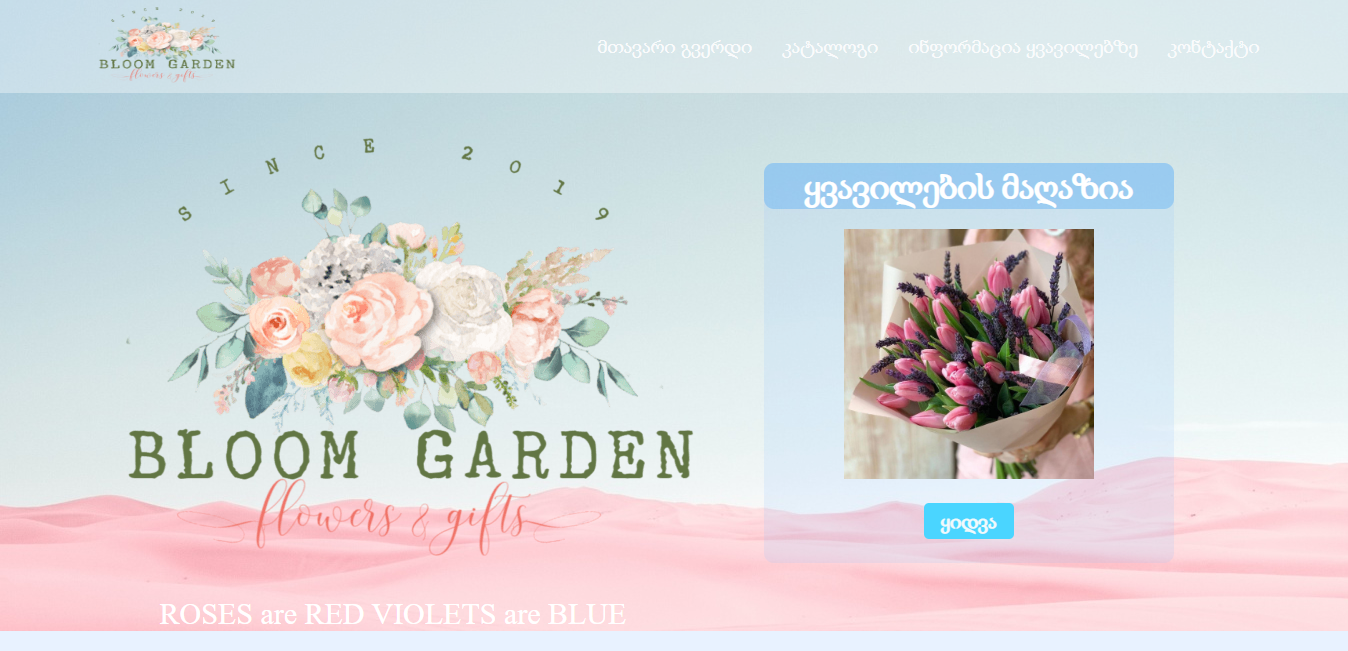 BLOOM GARDEN
flowers & gifts
მთავარი გვერდი კატალოგი ინფორმაცია ყვავილებზე კონტაქტი
SINCE 2019
BLOOM GARDEN
flowers & gifts
ROSES are RED VIOLETS are BLUE
ყვავილების მაღაზია
ყიდვა